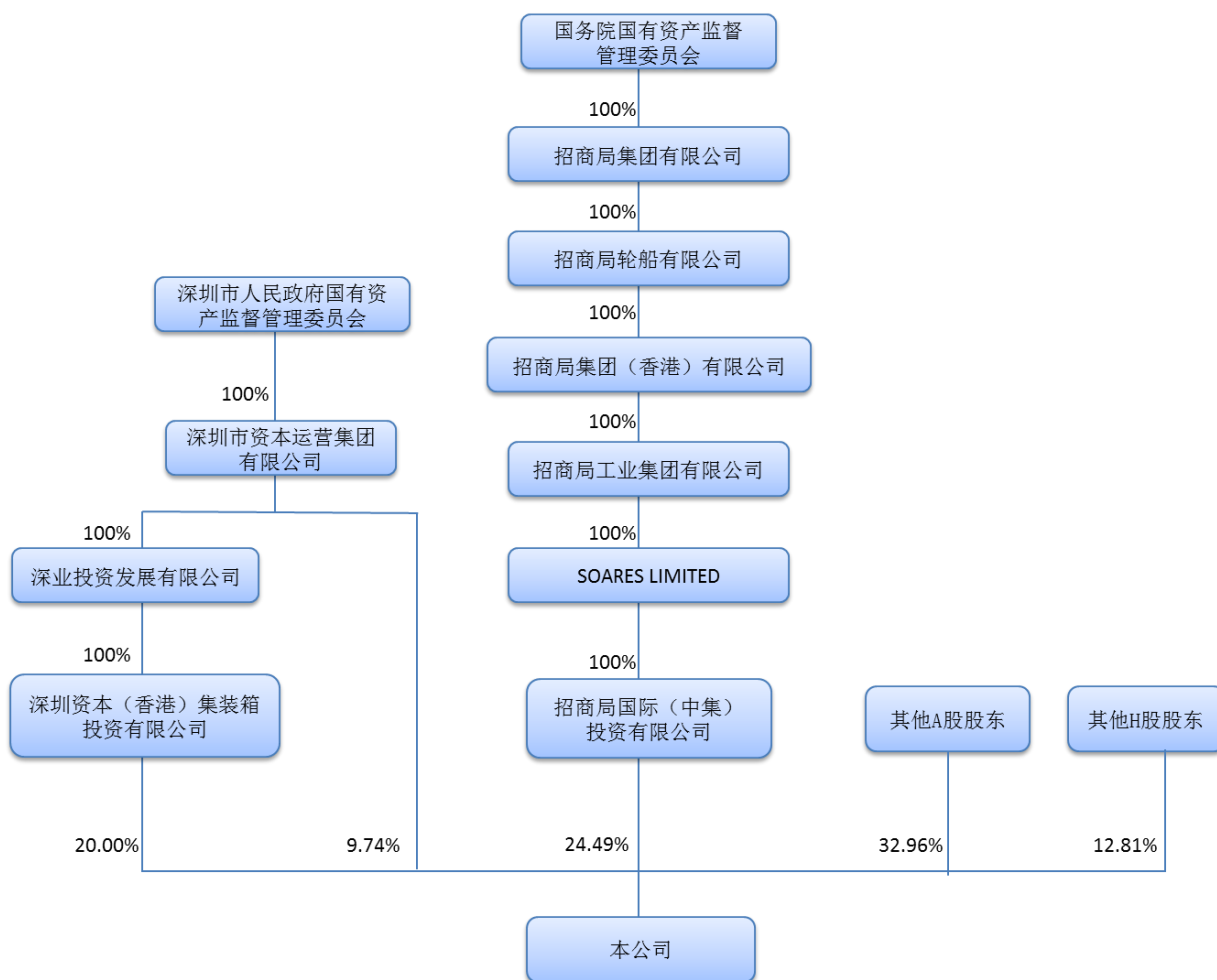 国务院国有资产监督
管理委员会
100%
招商局集团有限公司
100%
招商局轮船有限公司
100%
深圳市人民政府国有资
产监督管理委员会
招商局集团（香港）有限公司
100%
100%
深圳市资本运营集团
有限公司
招商局工业集团有限公司
100%
100%
深业投资发展有限公司
SOARES LIMITED
100%
100%
深圳资本（香港）集装箱
投资有限公司
招商局国际（中集）
投资有限公司
其他A股股东
其他H股股东
20.00%
9.74%
24.49%
32.96%
12.81%
本公司